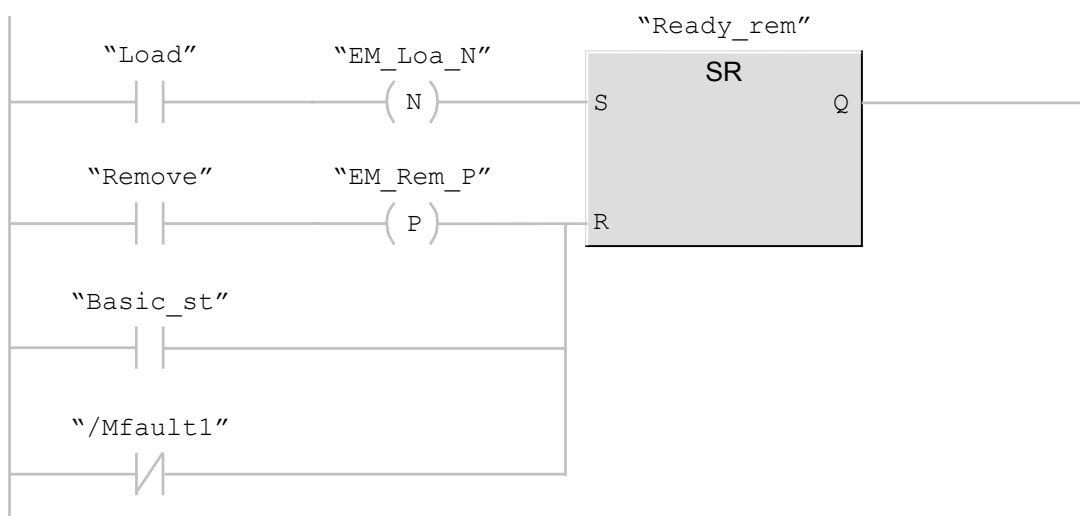 “Ready_rem”
“Load” “EM_Loa_N” SR
N S Q
“Remove” “EM_Rem_P”
P R
“Basic_st”
“/Mfault1”